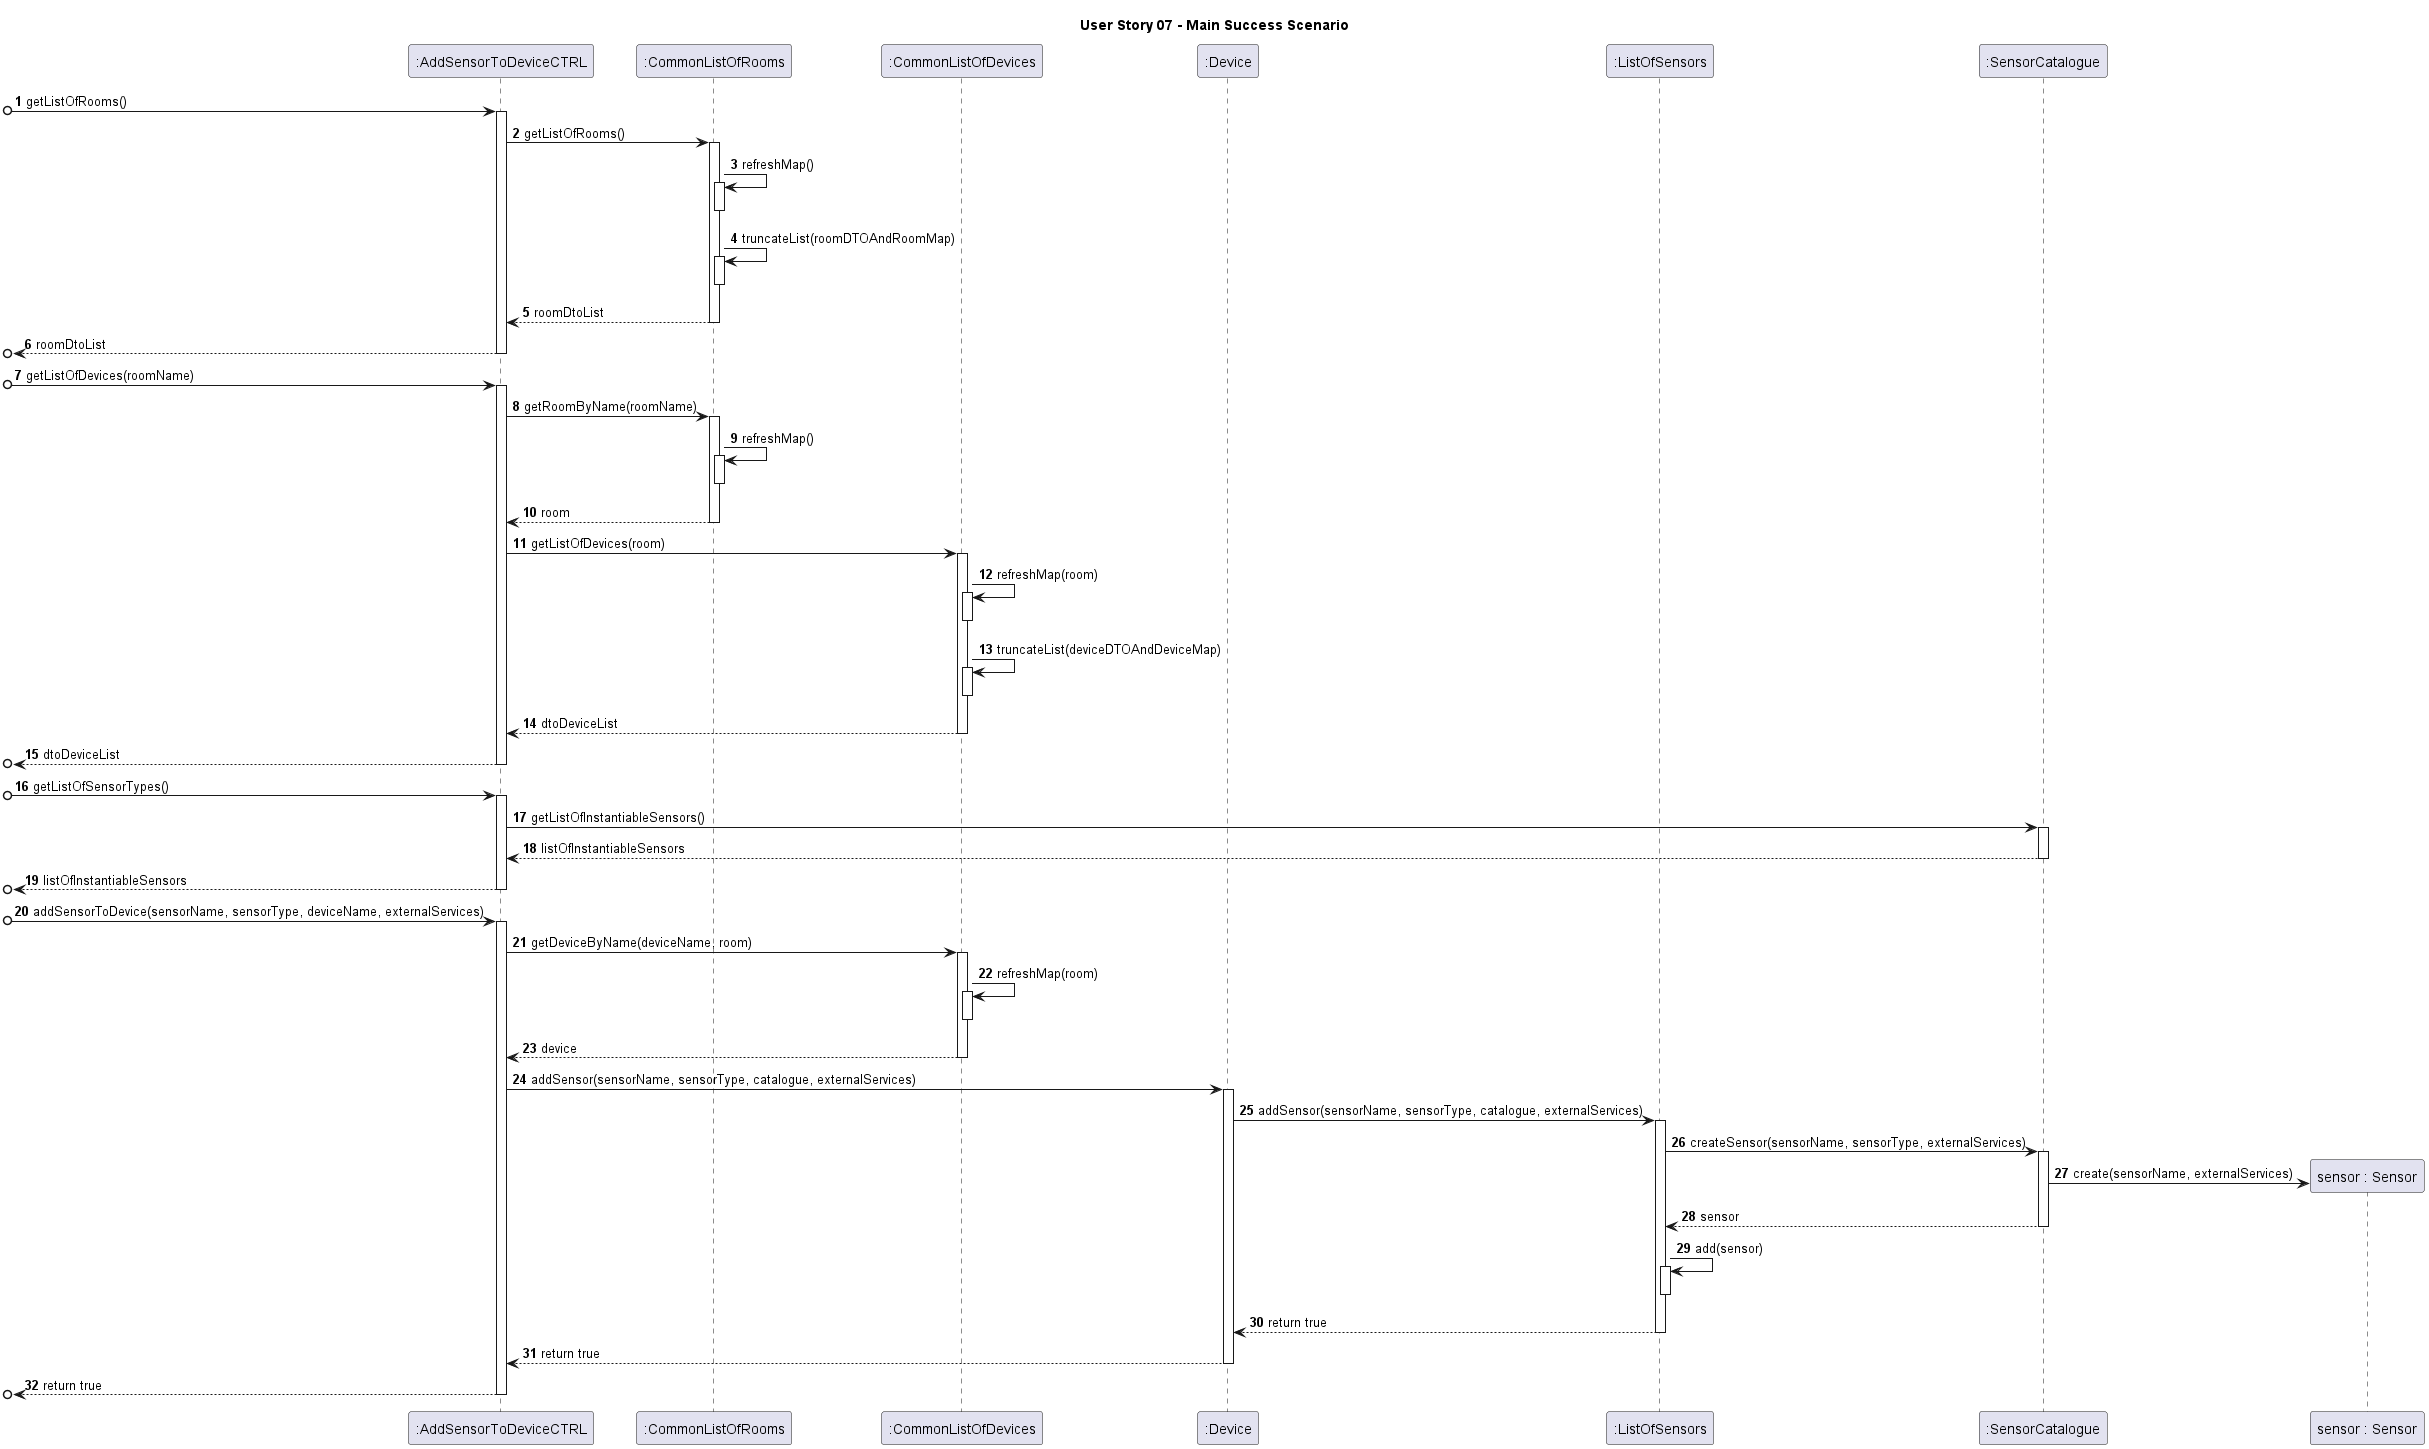 User Story 07 - Main Success Scenario
:AddSensorToDeviceCTRL
:CommonListOfRooms
:CommonListOfDevices
:Device
:ListOfSensors
:SensorCatalogue
1 getListOfRooms()
2 getListOfRooms()
3 refreshMap()
4 truncateList(roomDTOAndRoomMap)
5 roomDtoList
6 roomDtoList
7 getListOfDevices(roomName)
8 getRoomByName(roomName)
9 refreshMap()
10 room
11 getListOfDevices(room)
12 refreshMap(room)
13 truncateList(deviceDTOAndDeviceMap)
14 dtoDeviceList
15 dtoDeviceList
16 getListOfSensorTypes()
17 getListOfInstantiableSensors()
18 listOfInstantiableSensors
19 listOfInstantiableSensors
20 addSensorToDevice(sensorName, sensorType, deviceName, externalServices)
21 getDeviceByName(deviceName, room)
22 refreshMap(room)
23 device
24 addSensor(sensorName, sensorType, catalogue, externalServices)
25 addSensor(sensorName, sensorType, catalogue, externalServices)
26 createSensor(sensorName, sensorType, externalServices)
27 create(sensorName, externalServices)
sensor : Sensor
28 sensor
29 add(sensor)
30 return true
31 return true
32 return true
:AddSensorToDeviceCTRL
:CommonListOfRooms
:CommonListOfDevices
:Device
:ListOfSensors
:SensorCatalogue
sensor : Sensor